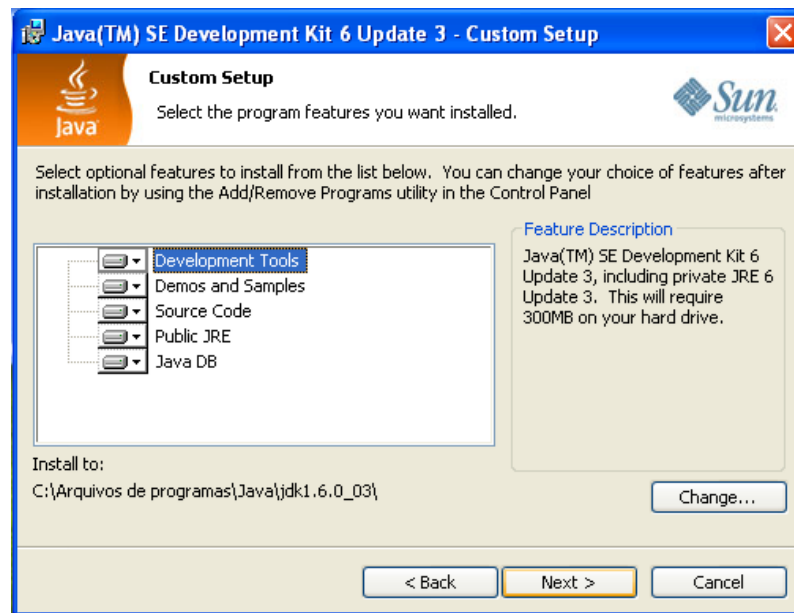 Java(TM) SE Development Kit 6 Update 3 - Custom Setup
Java
Custom Setup
Select the program features you want installed.
Sun
microsystems
Select optional features to install from the list below. You can change your choice of features after
installation by using the Add/Remove Programs utility in the Control Panel
Development Tools
Demos and Samples
Source Code
Public JRE
Java DB
Feature Description
Java(TM) SE Development Kit 6
Update 3, including private JRE 6
Update 3. This will require
300MB on your hard drive.
Install to:
C:\Arquivos de programas\Java\jdk1.6.0_03\
Change...
< Back
Next >
Cancel